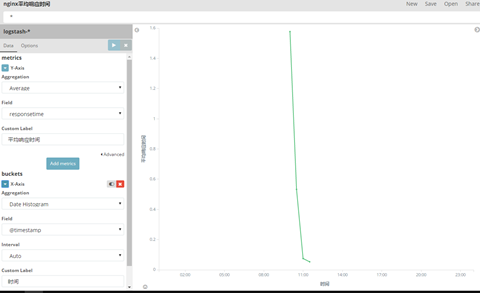 nginx平均响应时间
New Save Open Share
*
logstash-*
Data Options
metrics
Y-Axis
Aggregation
Average
Field
responsetime
Custom Label
平均响应时间
Advanced
Add metrics
buckets
X-Axis
Aggregation
Date Histogram
Field
@timestamp
Interval
Auto
Custom Label
时间
1.6
1.4
1.2
1
0.8
0.6
0.4
0.2
0
平均响应时间
02:00 05:00 08:00 11:00 14:00 17:00 20:00 23:00
时间